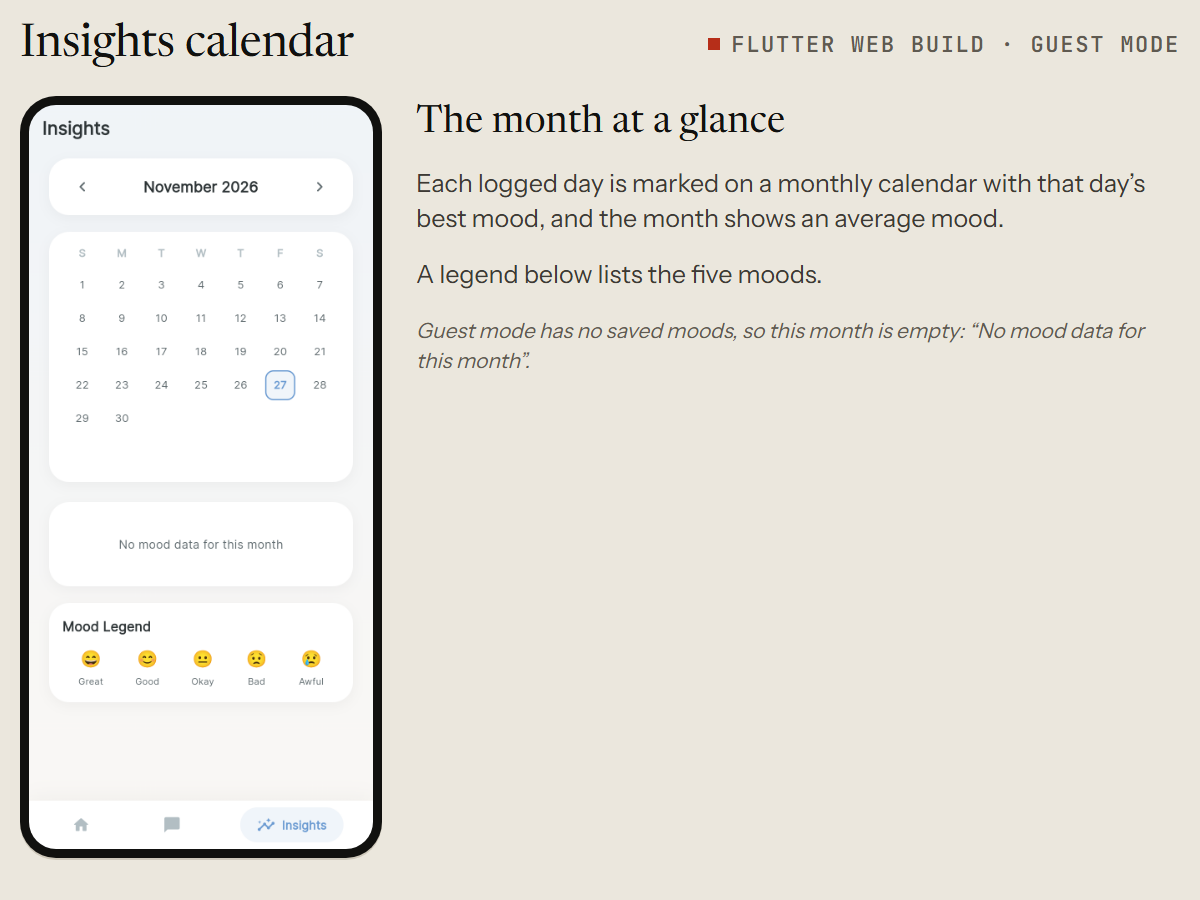 Insights calendar
FLUTTER WEB BUILD · GUEST MODE
Insights
November 2026
S M T W T F S
1 2 3 4 5 6 7
8 9 10 11 12 13 14
15 16 17 18 19 20 21
22 23 24 25 26 27 28
29 30
No mood data for this month
Mood Legend
Great Good Okay Bad Awful
Insights
The month at a glance
Each logged day is marked on a monthly calendar with that day’s
best mood, and the month shows an average mood.
A legend below lists the five moods.
Guest mode has no saved moods, so this month is empty: “No mood data for
this month”.